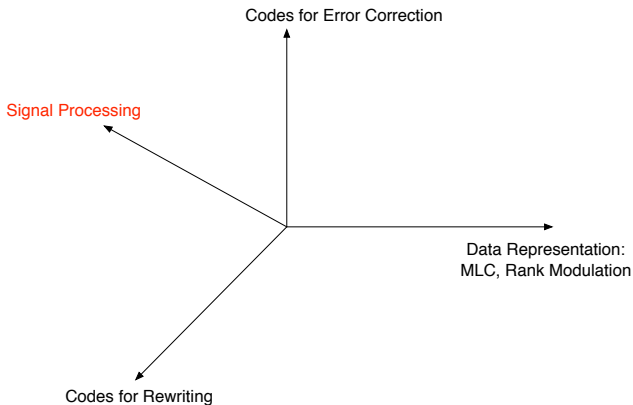 Codes for Error Correction
Signal Processing
Data Representation:
MLC, Rank Modulation
Codes for Rewriting